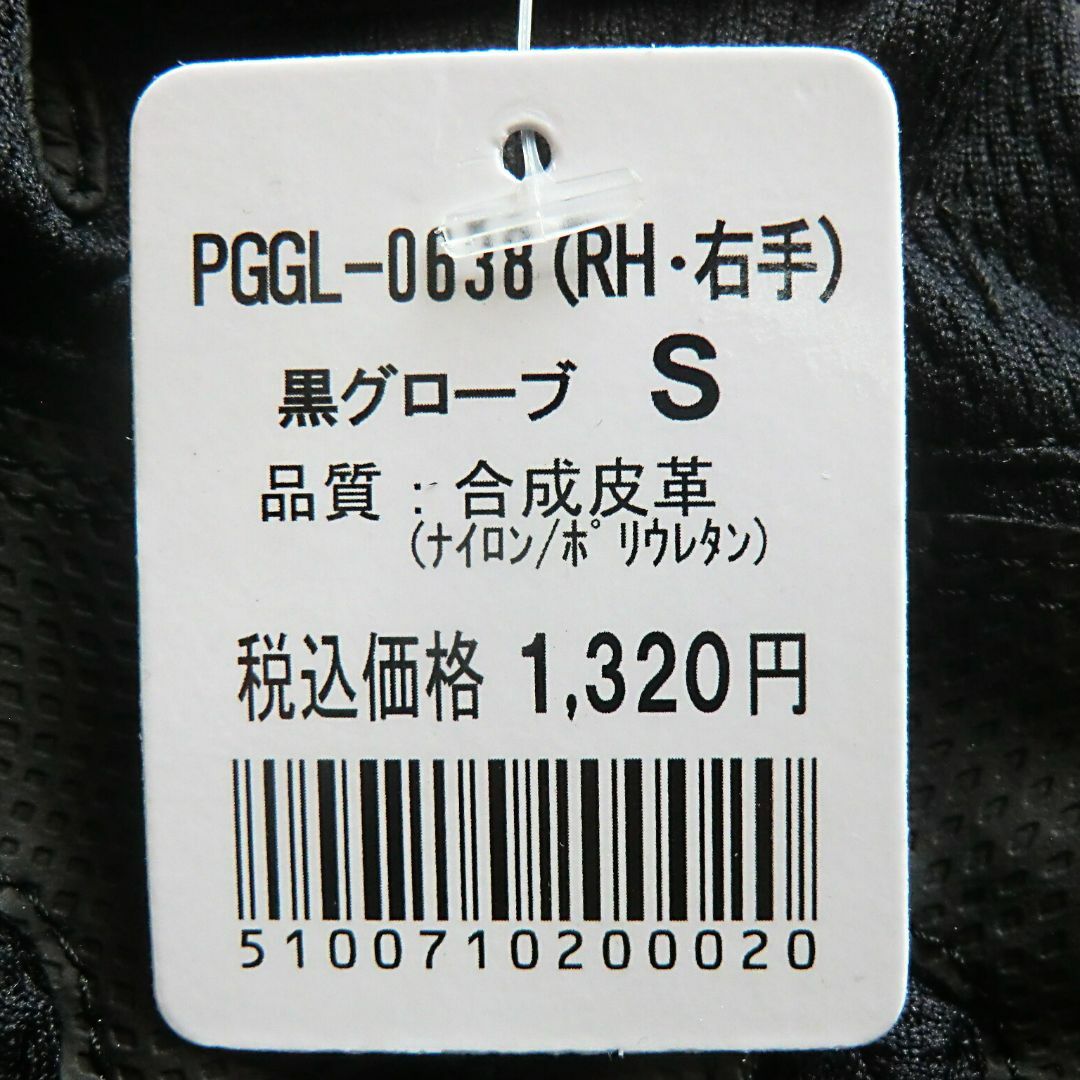 PGGL-0638(RH・右手)
黒グローブ S
品質:合成皮革
(ナイロン/ポリウレタン)
税込価格 1,320円
5100710200020